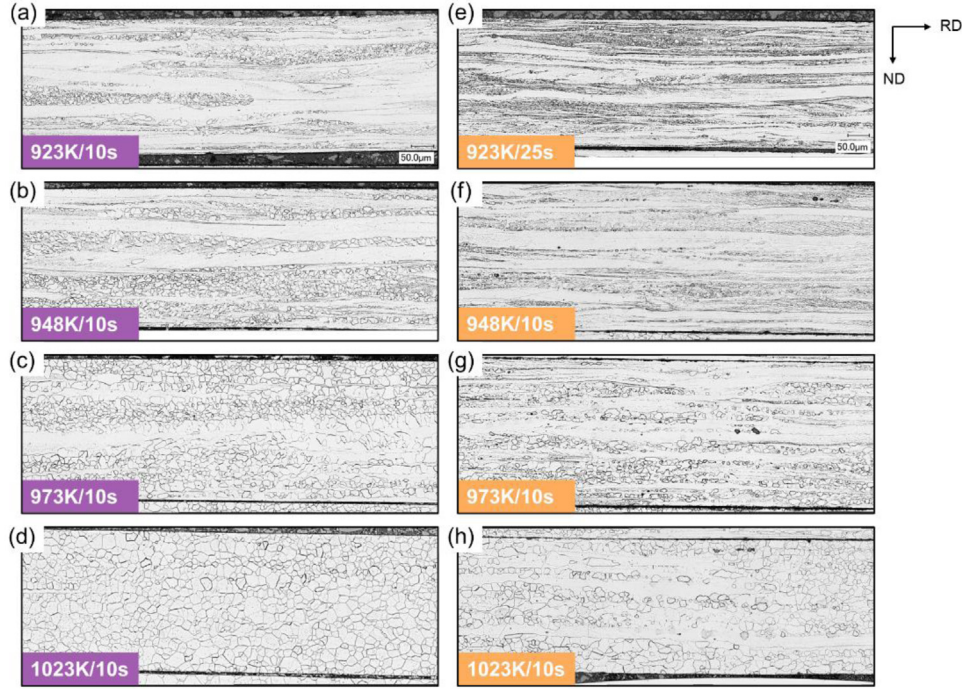 (a)
(e)
RD
ND
923K/10s
50.0μm
923K/25s
50.0μm
(b)
(f)
948K/10s
948K/10s
(c)
(g)
973K/10s
973K/10s
(d)
(h)
1023K/10s
1023K/10s